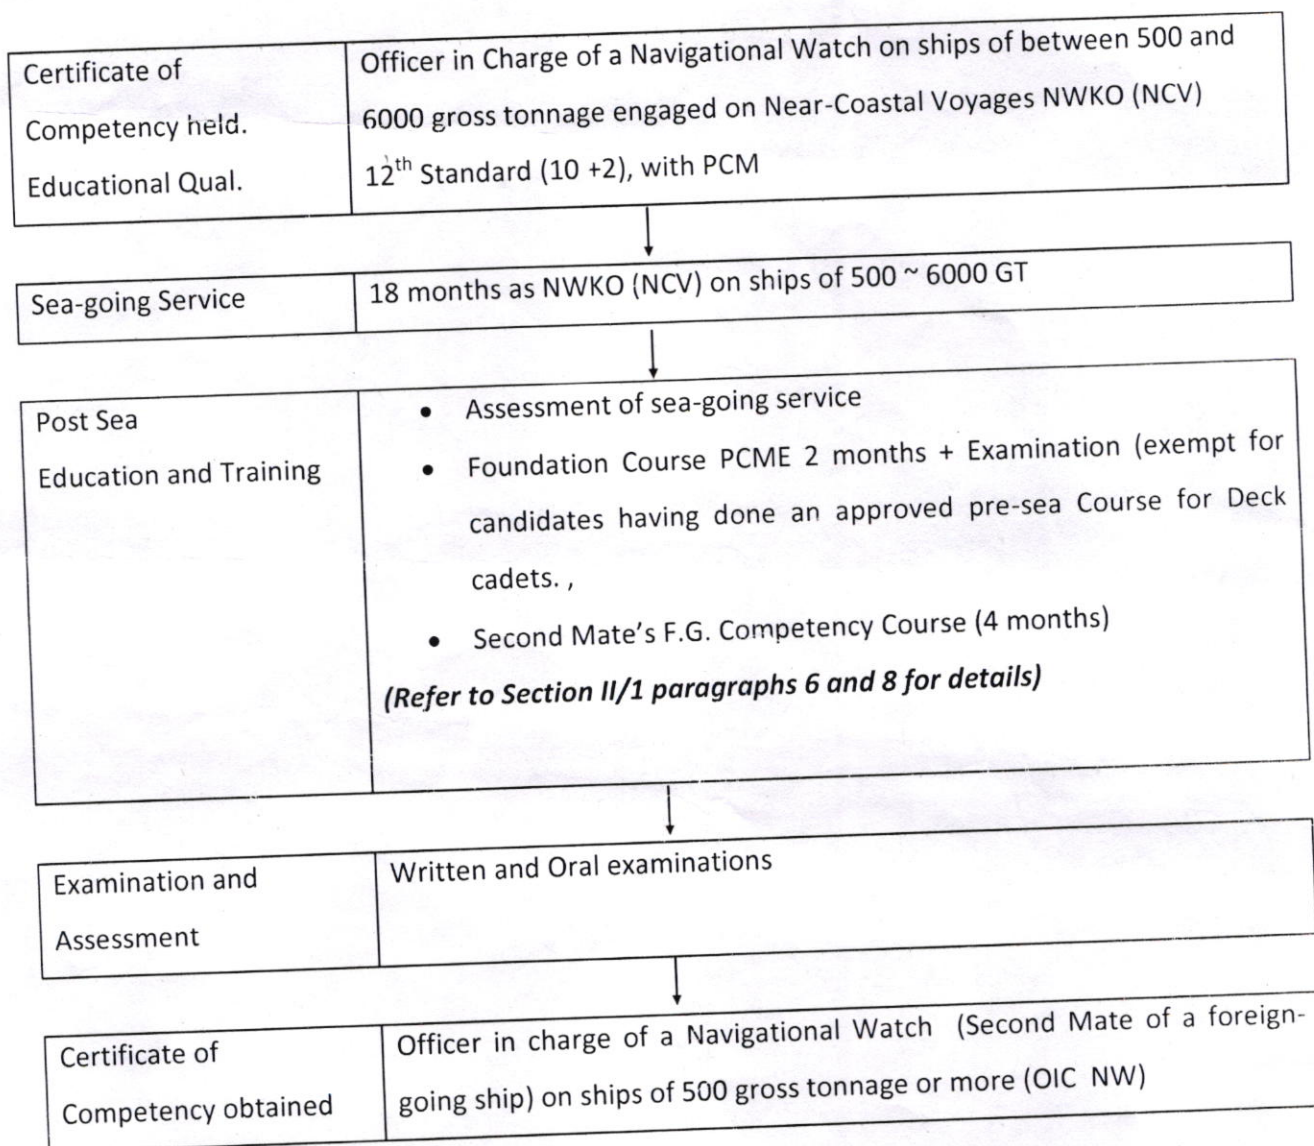 Certificate of
Competency held.
Educational Qual.
Officer in Charge of a Navigational Watch on ships of between 500 and
6000 gross tonnage engaged on Near-Coastal Voyages NWKO (NCV)
12th Standard (10 +2), with PCM
Sea-going Service
18 months as NWKO (NCV) on ships of 500 ~ 6000 GT
Post Sea
Education and Training
• Assessment of sea-going service
• Foundation Course PCME 2 months + Examination (exempt for
candidates having done an approved pre-sea Course for Deck
cadets. ,
• Second Mate's F.G. Competency Course (4 months)
(Refer to Section II/1 paragraphs 6 and 8 for details)
Examination and
Assessment
Written and Oral examinations
Certificate of
Competency obtained
Officer in charge of a Navigational Watch (Second Mate of a foreign-
going ship) on ships of 500 gross tonnage or more (OIC NW)